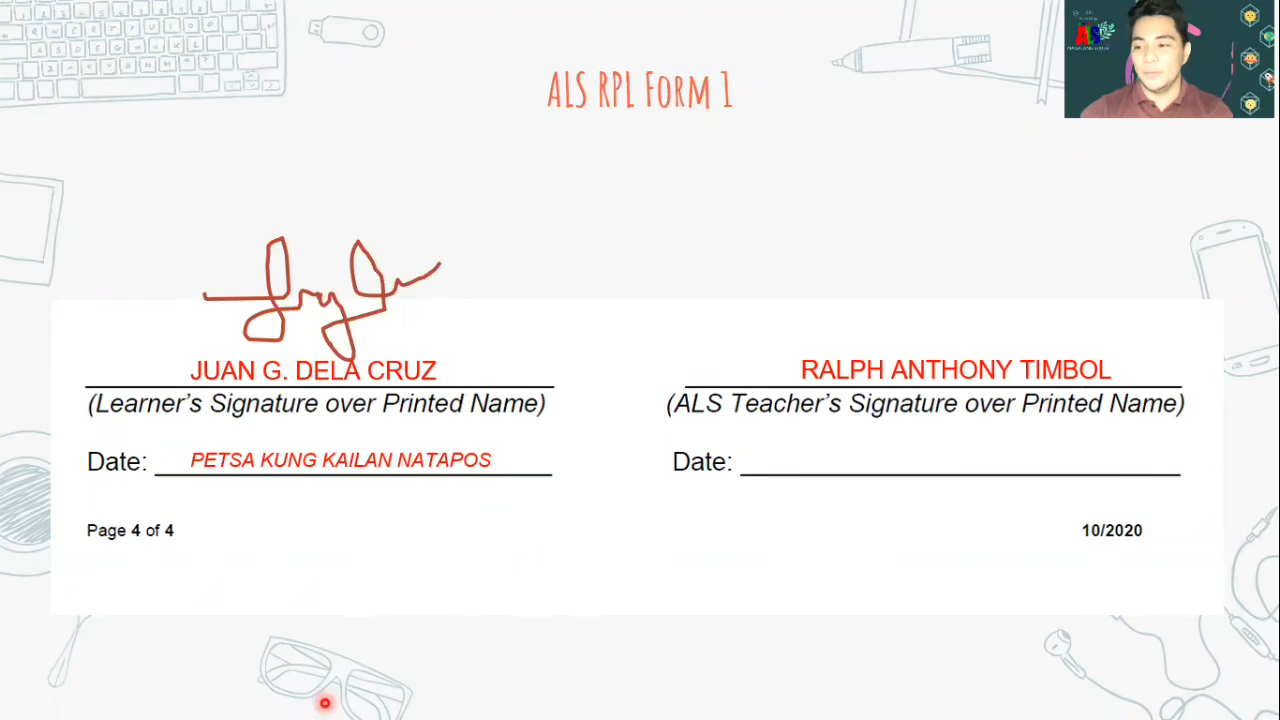 ALS RPL FORM 1
ALS
JUAN G. DELA CRUZ
(Learner's Signature over Printed Name)
Date: PETSA KUNG KAILAN NATAPOS
RALPH ANTHONY TIMBOL
(ALS Teacher's Signature over Printed Name)
Date:
Page 4 of 4
10/2020